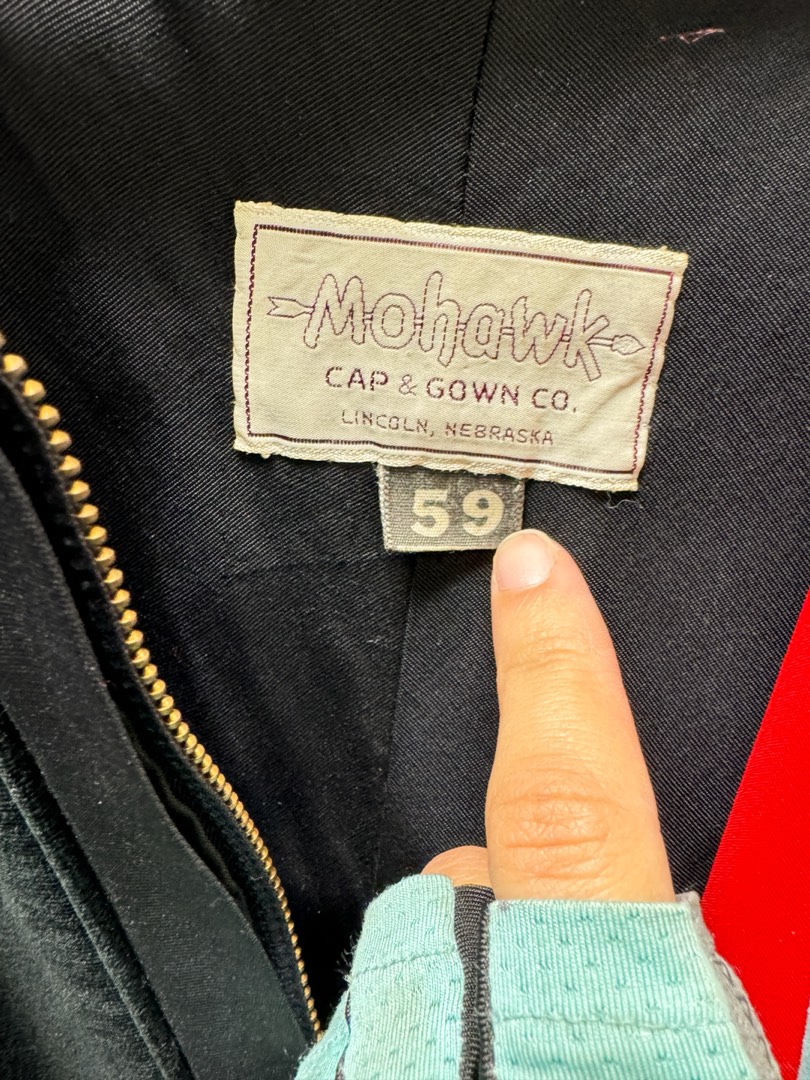 Mohawk
CAP & GOWN CO.
LINCOLN, NEBRASKA
59